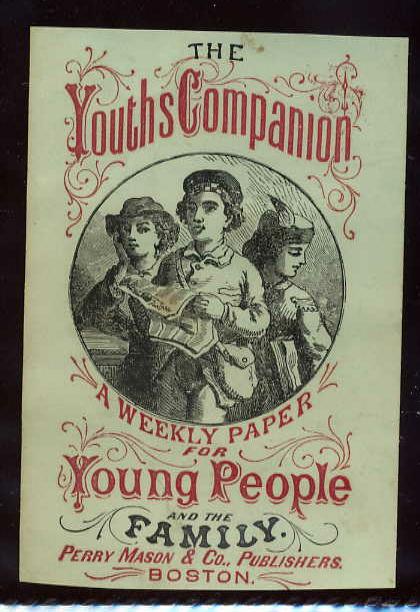 THE
Youths Companion
A WEEKLY PAPER
FOR
Young People
AND THE
FAMILY.
PERRY MASON & CO., PUBLISHERS.
BOSTON.